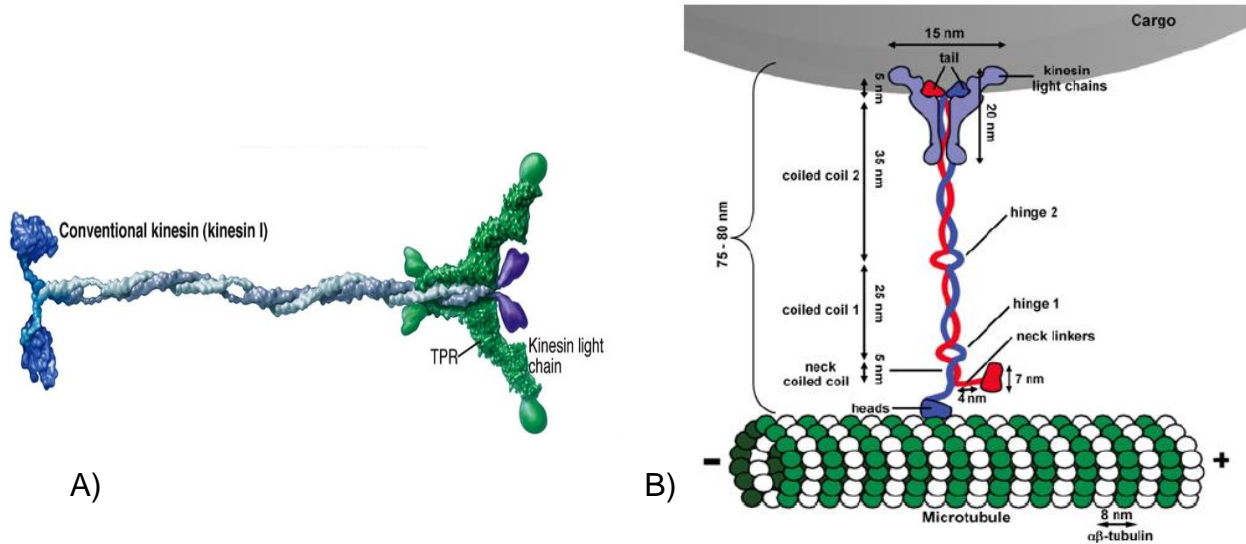 Conventional kinesin (kinesin I)
TPR
Kinesin light
chain
A)
Cargo
15 nm
tail
kinesin
light chains
5 nm
20 nm
35 nm
coiled coil 2
hinge 2
75 - 80 nm
25 nm
coiled coil 1
hinge 1
neck linkers
5 nm
neck
coiled coil
7 nm
4 nm
heads
-
+
B)
Microtubule
8 nm
αβ-tubulin